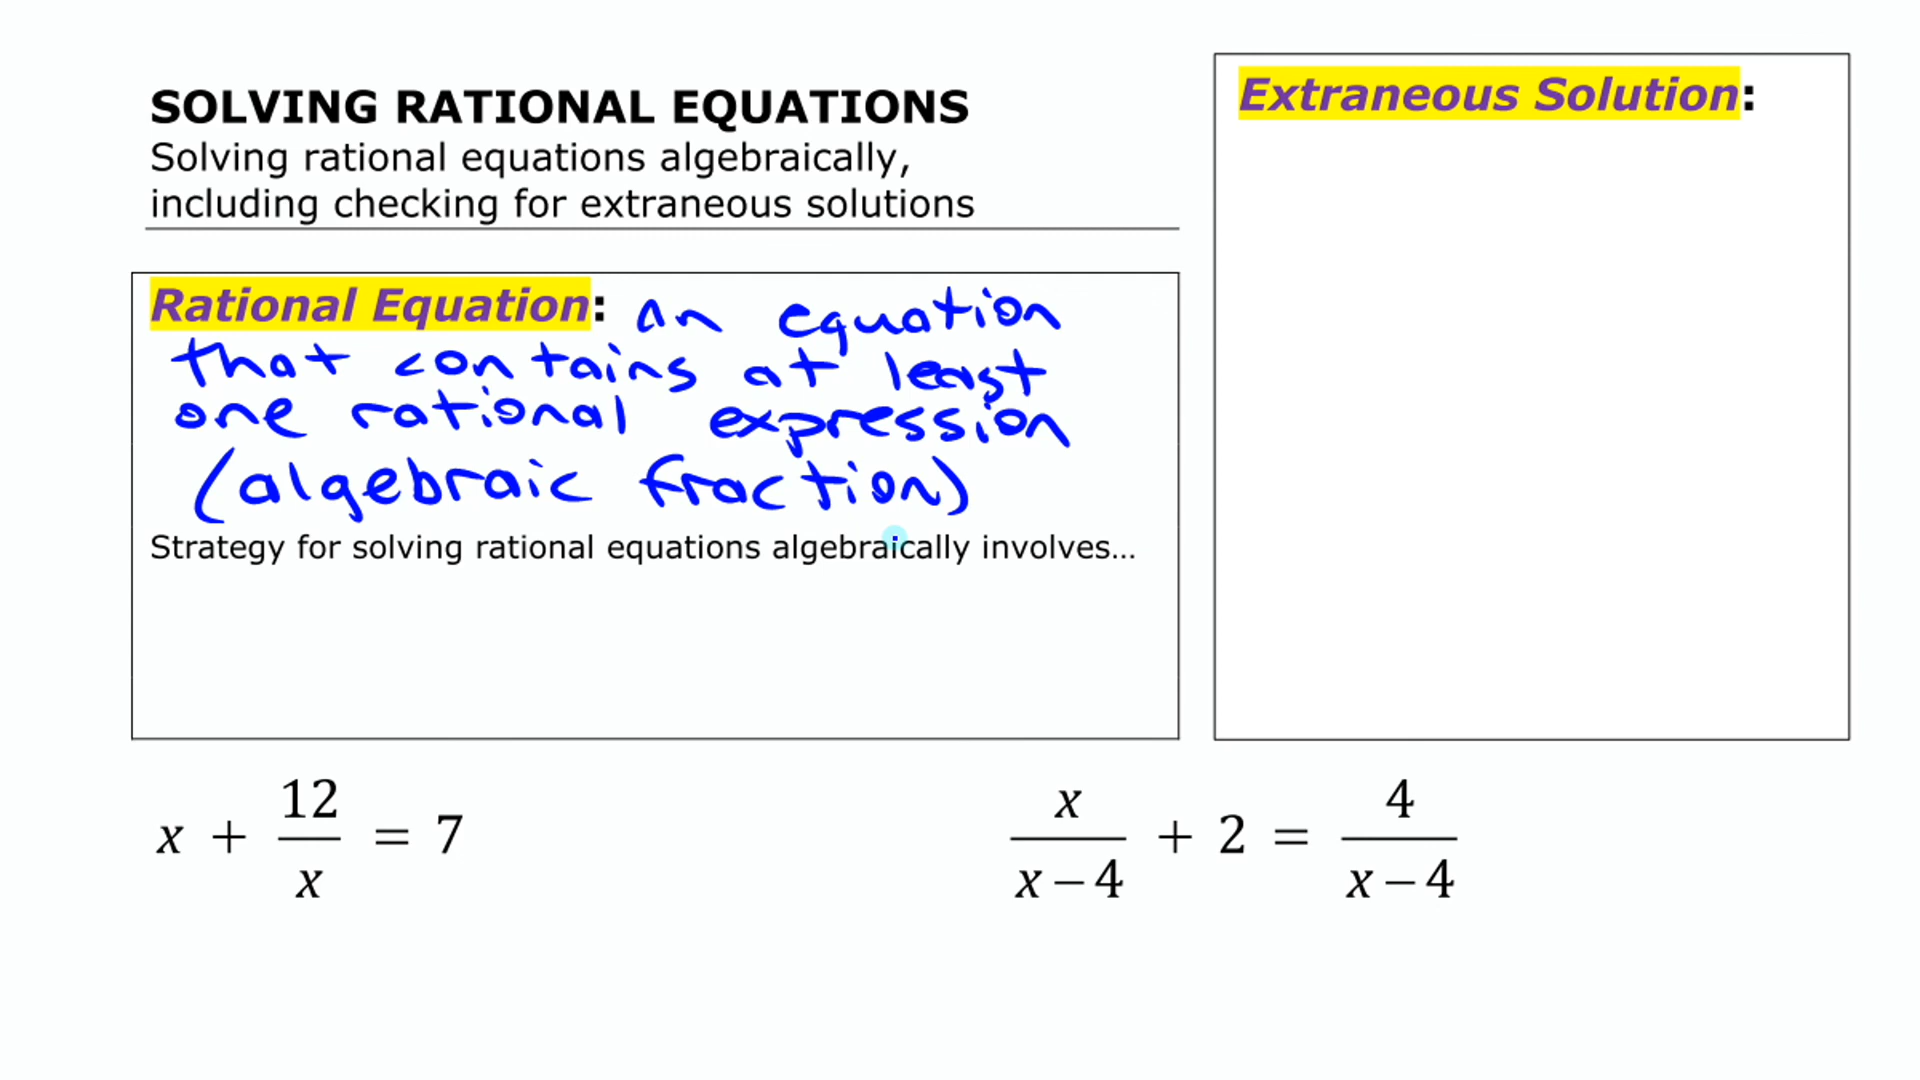 SOLVING RATIONAL EQUATIONS
Solving rational equations algebraically,
including checking for extraneous solutions
Rational Equation: An equation
that contains at least
one rational expression
(algebraic fraction)
Strategy for solving rational equations algebraically involves...
Extraneous Solution:
x + 12/x = 7
x/(x−4) + 2 = 4/(x−4)